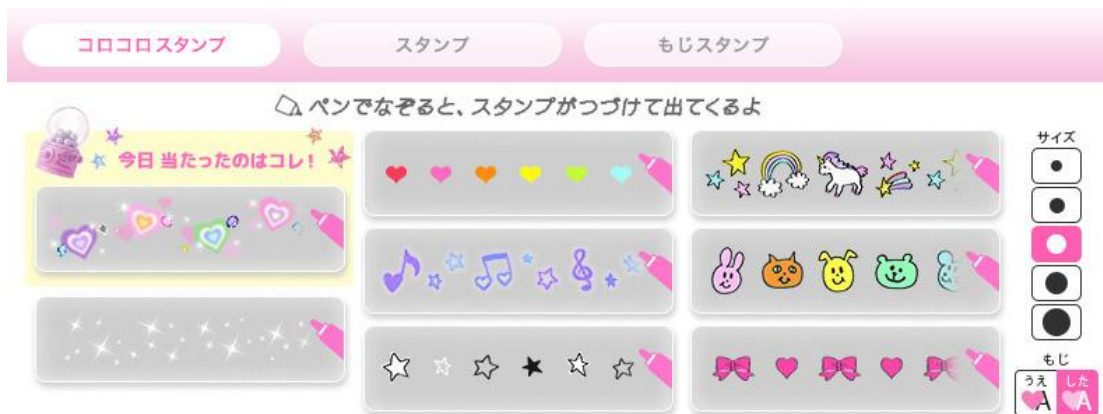 コロコロスタンプ
スタンプ
もじスタンプ
ペンでなぞると、スタンプがつづけて出てくるよ
今日 当たったのはコレ!
サイズ
もじ
うえ
A
した
A